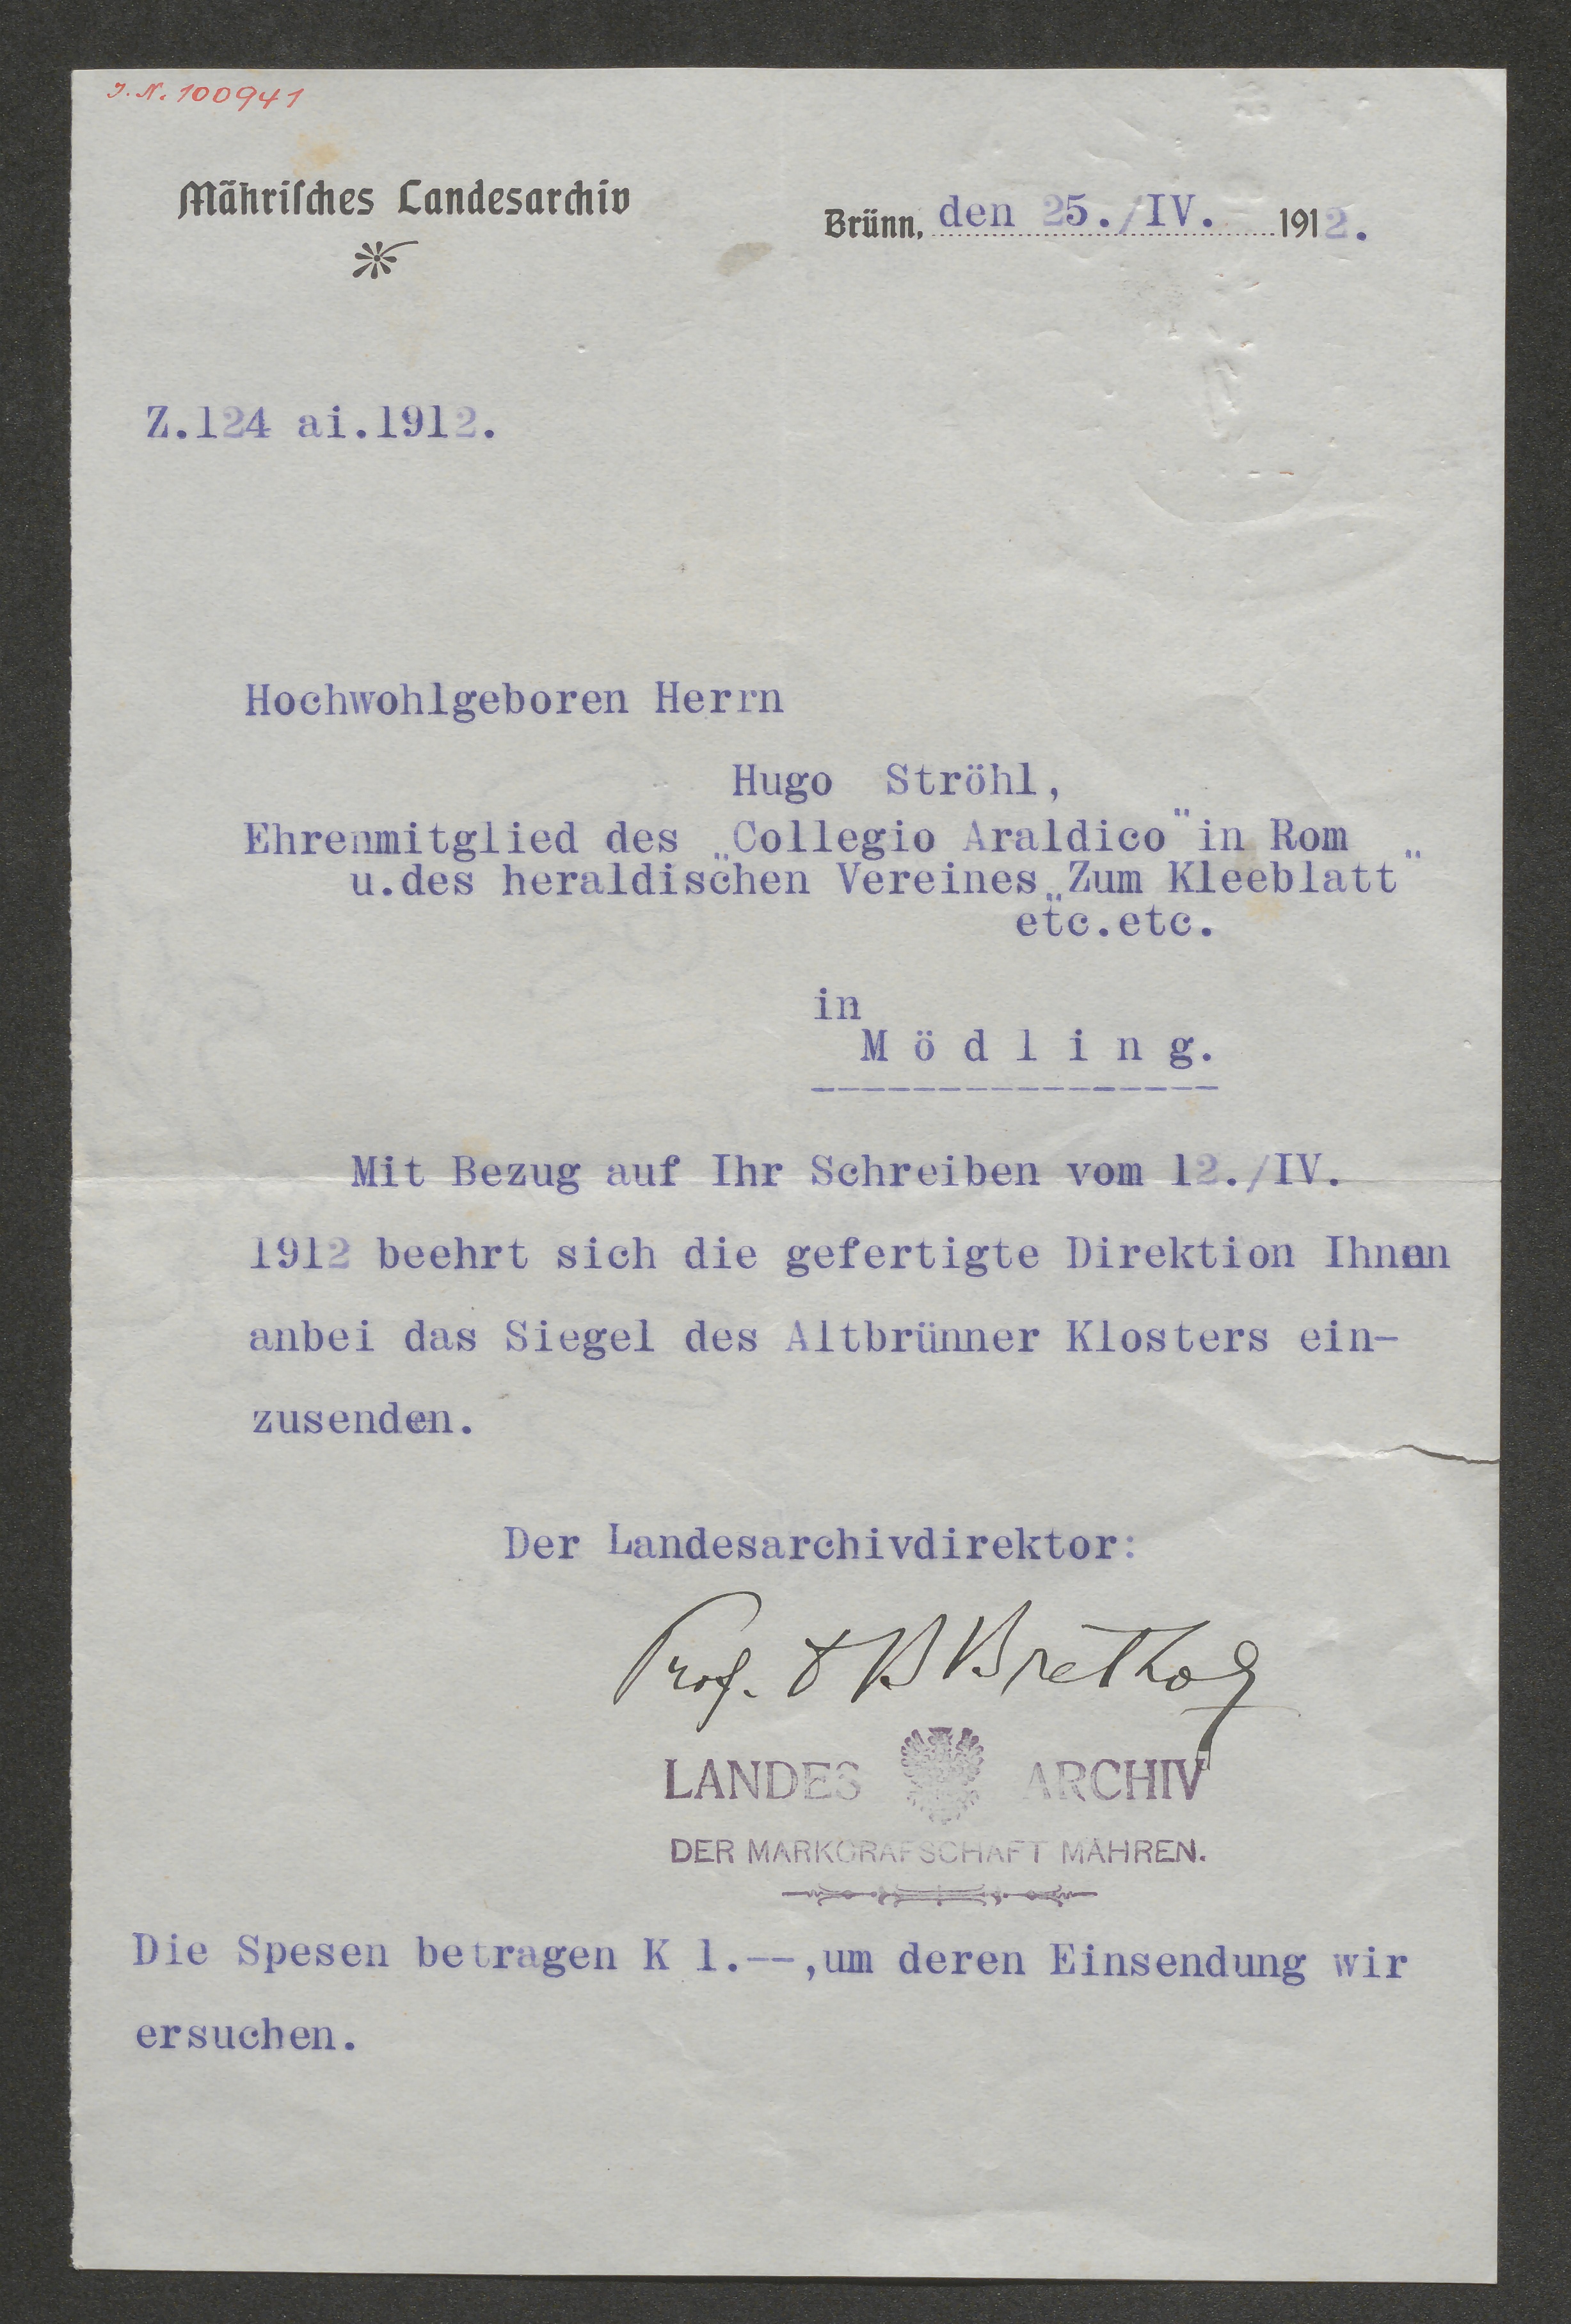 J.N. 100941
Mährisches Landesarchiv
Brünn, den 25./IV. 1912.
Z.124 ai.1912.
Hochwohlgeboren Herrn
Hugo Ströhl,
Ehrenmitglied des „Collegio Araldico" in Rom
u.des heraldischen Vereines „Zum Kleeblatt"
etc.etc.
in
M ö d l i n g.
----------------
Mit Bezug auf Ihr Schreiben vom 12./IV.
1912 beehrt sich die gefertigte Direktion Ihnen
anbei das Siegel des Altbrünner Klosters ein-
zusenden.
Der Landesarchivdirektor:
Prof. Dr B Bretholz
LANDES ARCHIV
DER MARKGRAFSCHAFT MÄHREN.
Die Spesen betragen K 1.--,um deren Einsendung wir
ersuchen.